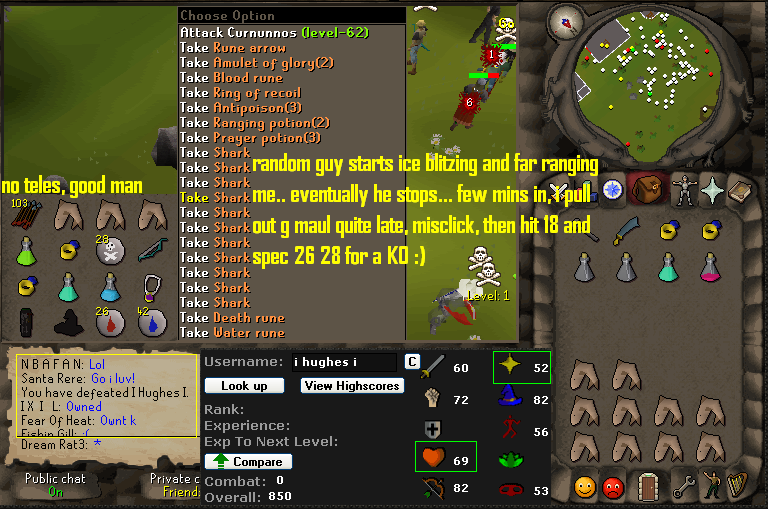 Choose Option
Attack Curnunnos (level-62)
Take Rune arrow
Take Amulet of glory(2)
Take Blood rune
Take Ring of recoil
Take Antipoison(3)
Take Ranging potion(2)
Take Prayer potion(3)
Take Shark
Take Shark
Take Shark
Take Shark
Take Shark
Take Shark
Take Shark
Take Shark
Take Shark
Take Shark
Take Shark
Take Death rune
Take Water rune
1
6
random guy starts ice blitzing and far ranging
me.. eventually he stops... few mins in, i pull
out g maul quite late, misclick, then hit 18 and
spec 26 28 for a KO :)
no teles, good man
103
28
26
42
Level: 1
N B A F A N: Lol
Santa Rere: Go i luv!
You have defeated I Hughes I.
I X I L: Owned
Fear Of Heat: Ownt k
Fishin Gill: :(
Dream Rat3: *
Public chat
On
Private c
Friend
Username: i hughes i
C
Look up
View Highscores
Rank:
Experience:
Exp To Next Level:
Compare
Combat: 0
Overall: 850
60
52
72
82
56
69
82
53